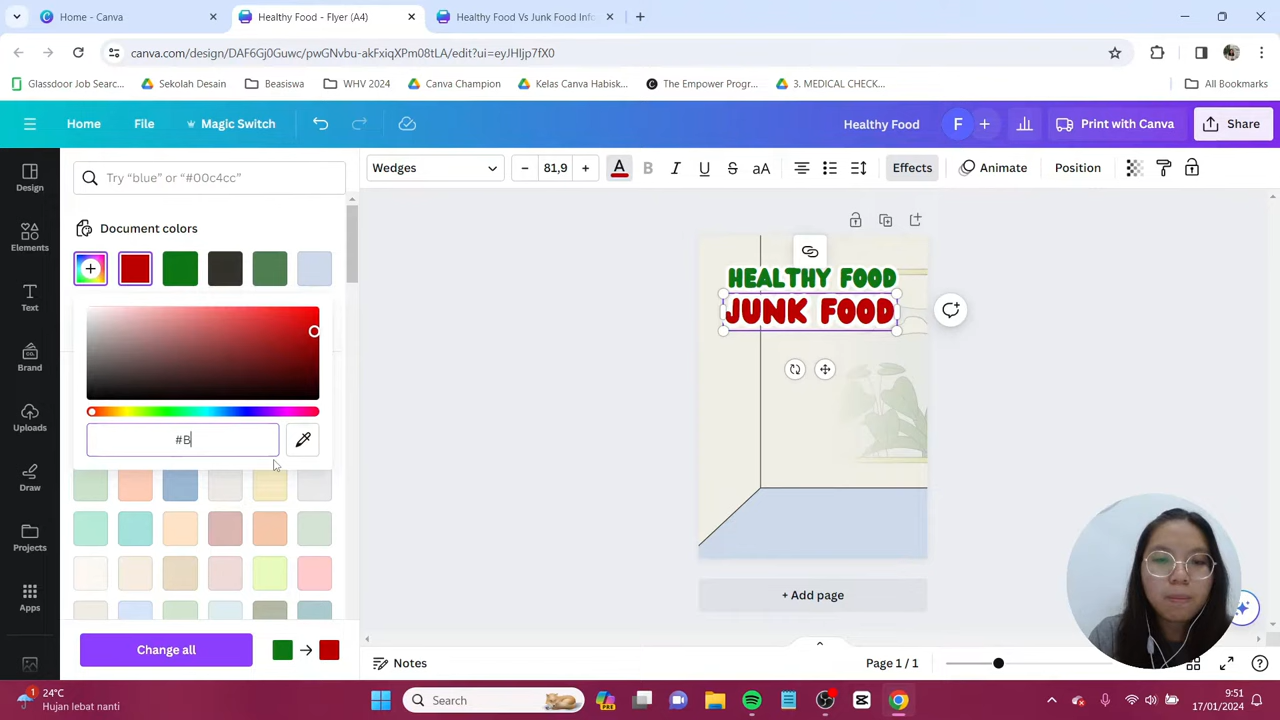 Home - Canva
Healthy Food - Flyer (A4)
Healthy Food Vs Junk Food Info
canva.com/design/DAF6Gj0Guwc/pwGNvbu-akFxiqXPm08tLA/edit?ui=eyJHIjp7fX0
Glassdoor Job Searc...
Sekolah Desain
Beasiswa
WHV 2024
Canva Champion
Kelas Canva Habisk...
The Empower Progr...
3. MEDICAL CHECK...
All Bookmarks
Home
File
Magic Switch
Healthy Food
F
Print with Canva
Share
Design
Elements
Text
Brand
Uploads
Draw
Projects
Apps
Try “blue” or “#00c4cc”
Document colors
#B
Change all
Wedges
81,9
A
B
I
U
S
aA
Effects
Animate
Position
HEALTHY FOOD
JUNK FOOD
+ Add page
Notes
Page 1 / 1
1
24°C
Hujan lebat nanti
Search
9:51
17/01/2024